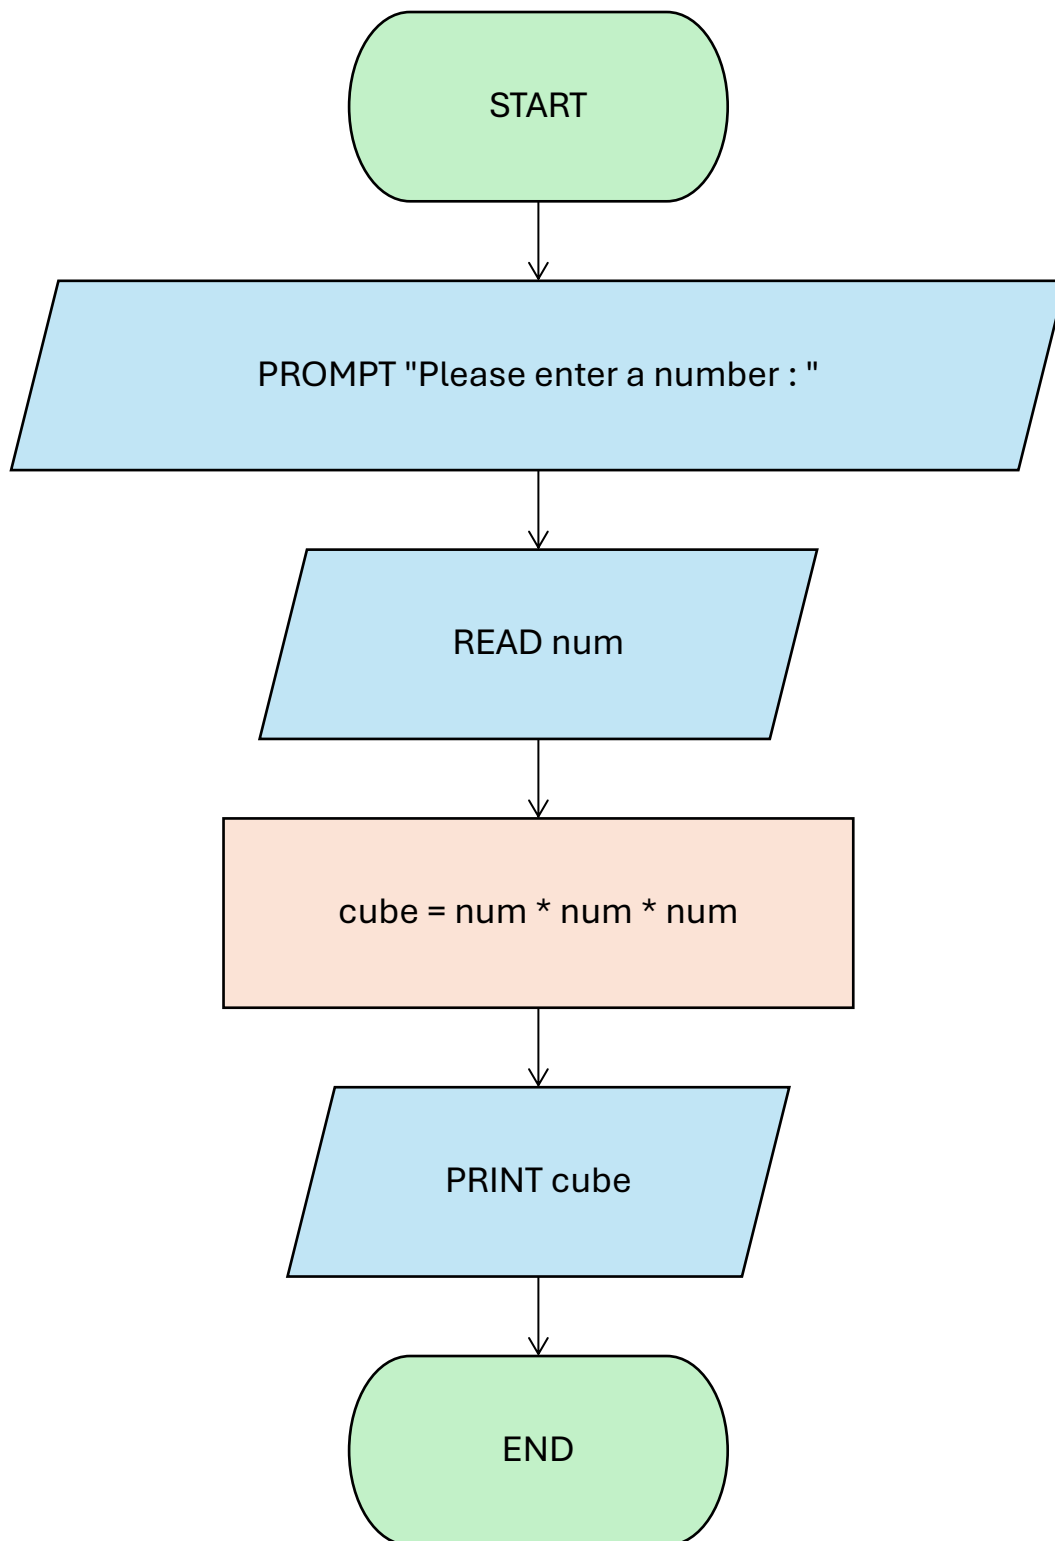 START
PROMPT "Please enter a number : "
READ num
cube = num * num * num
PRINT cube
END